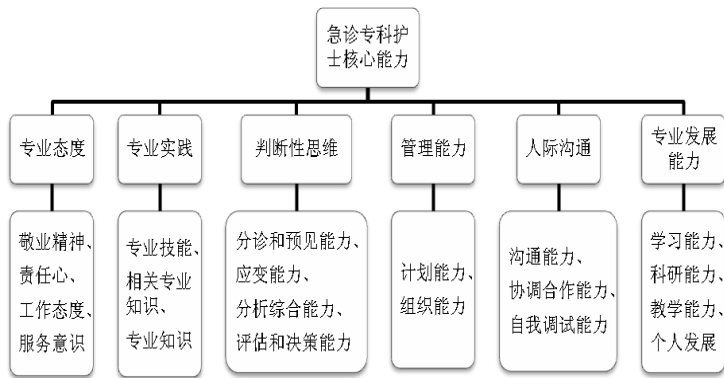 急诊专科护
士核心能力
专业态度
专业实践
判断性思维
管理能力
人际沟通
专业发展
能力
敬业精神、
责任心、
工作态度、
服务意识
专业技能、
相关专业
知识、
专业知识
分诊和预见能力、
应变能力、
分析综合能力、
评估和决策能力
计划能力、
组织能力
沟通能力、
协调合作能力、
自我调试能力
学习能力、
科研能力、
教学能力、
个人发展